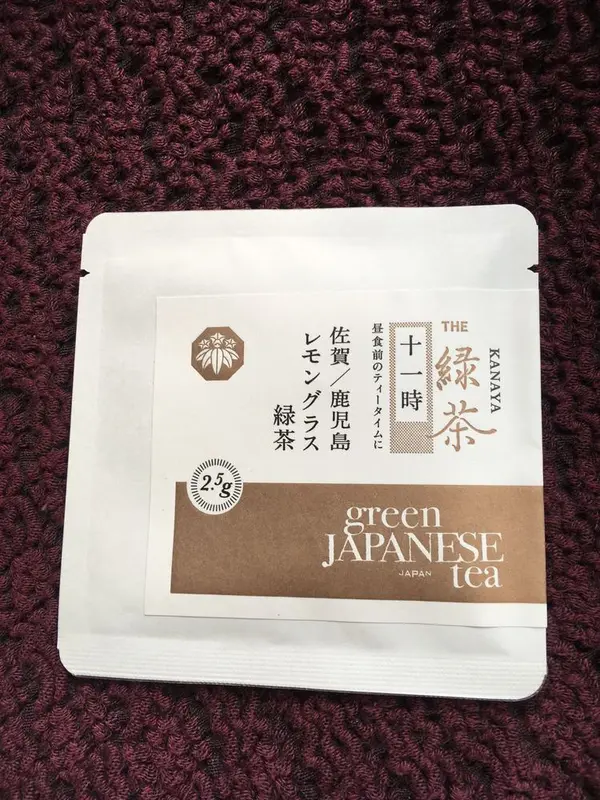 THE
緑茶
KANAYA
十一時
昼食前のティータイムに
佐賀／鹿児島
レモングラス
緑茶
2.5g
green
JAPANESE
JAPAN
tea